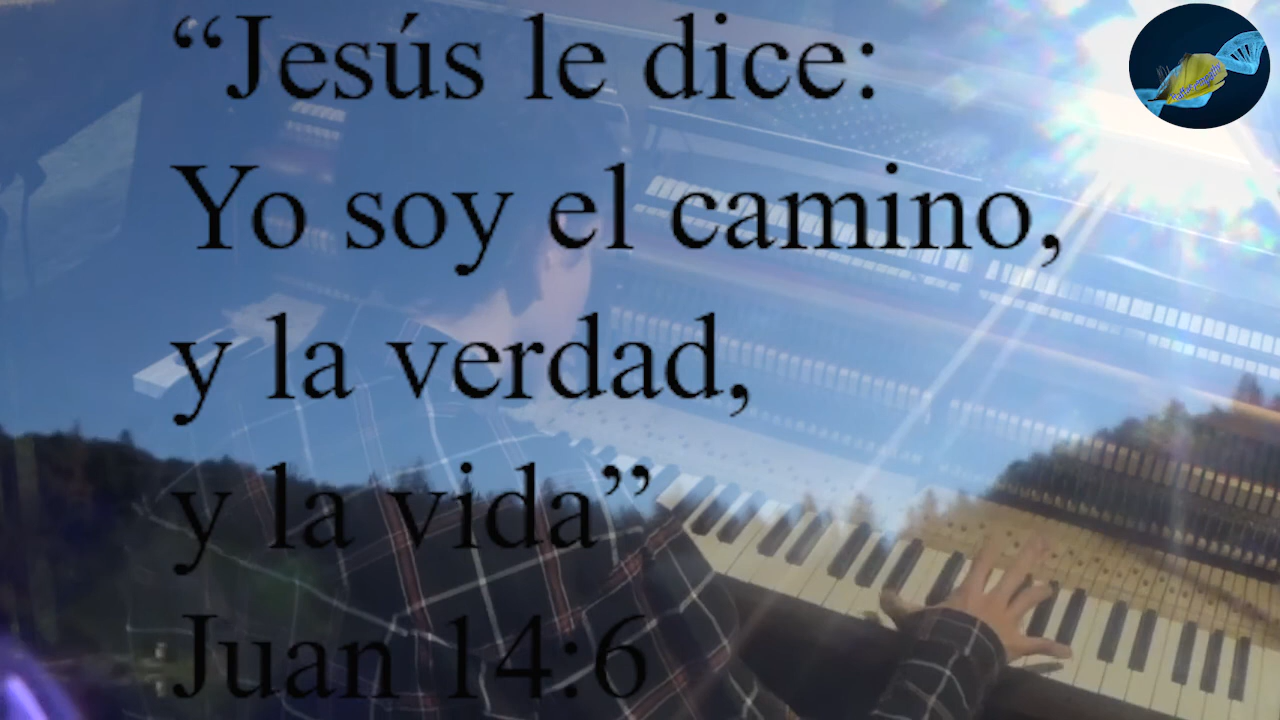 “Jesús le dice:
Yo soy el camino,
y la verdad,
y la vida”
Juan 14:6